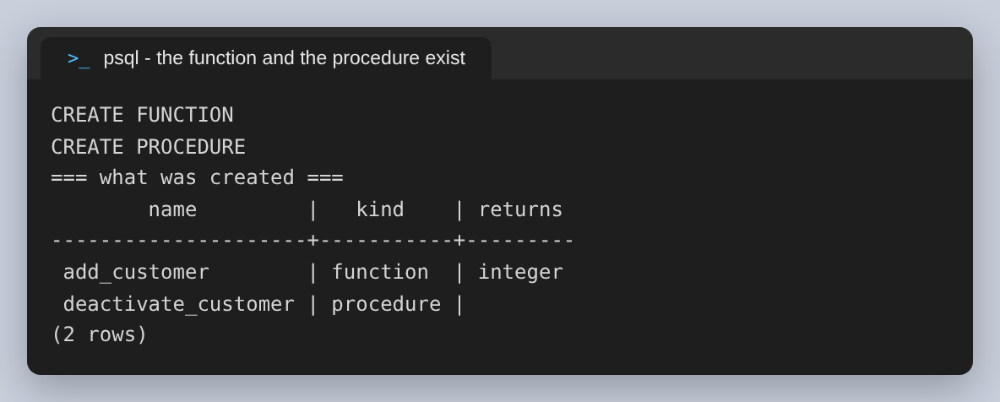 >_ psql - the function and the procedure exist
CREATE FUNCTION
CREATE PROCEDURE
=== what was created ===
        name         |   kind    | returns
---------------------+-----------+---------
 add_customer        | function  | integer
 deactivate_customer | procedure |
(2 rows)